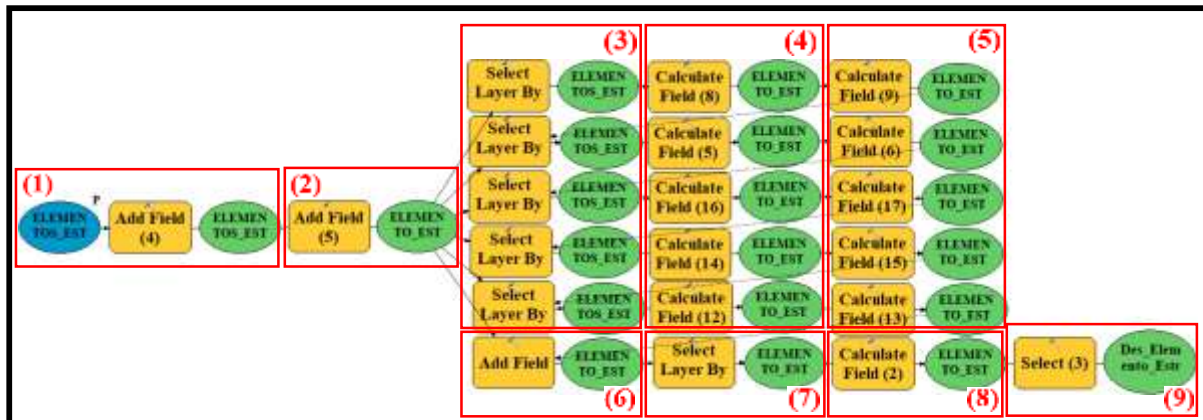 (3)
(4)
(5)
Select Layer By
ELEMEN TOS_EST
Calculate Field (8)
ELEMEN TO_EST
Calculate Field (9)
ELEMEN TO_EST
Select Layer By
ELEMEN TOS_EST
Calculate Field (5)
ELEMEN TO_EST
Calculate Field (6)
ELEMEN TO_EST
(1)
P
(2)
Select Layer By
ELEMEN TOS_EST
Calculate Field (16)
ELEMEN TO_EST
Calculate Field (17)
ELEMEN TO_EST
ELEMEN TOS_EST
Add Field (4)
ELEMEN TOS_EST
Add Field (5)
ELEMEN TO_EST
Select Layer By
ELEMEN TOS_EST
Calculate Field (14)
ELEMEN TO_EST
Calculate Field (15)
ELEMEN TO_EST
Select Layer By
ELEMEN TOS_EST
Calculate Field (12)
ELEMEN TO_EST
Calculate Field (13)
ELEMEN TO_EST
Add Field
ELEMEN TO_EST
Select Layer By
ELEMEN TO_EST
Calculate Field (2)
ELEMEN TO_EST
Select (3)
Des_Elem ento_Estr
(6)
(7)
(8)
(9)